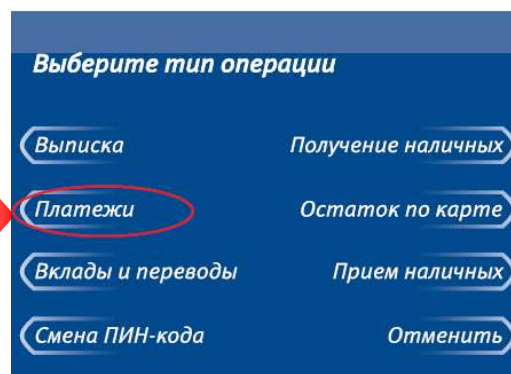 Выберите тип операции
Выписка
Получение наличных
Платежи
Остаток по карте
Вклады и переводы
Прием наличных
Смена ПИН-кода
Отменить